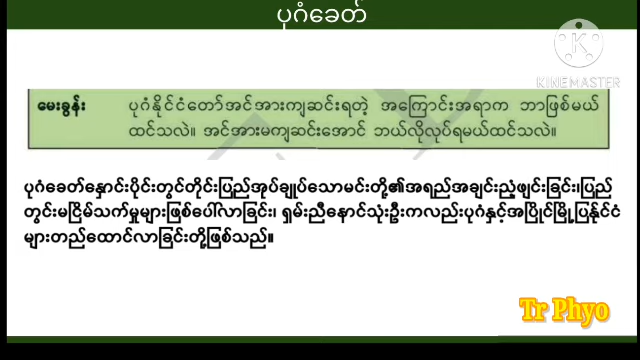 ပုဂံခေတ်
KINEMASTER
မေးခွန်း ပုဂံနိုင်ငံတော်အင်အားကျဆင်းရတဲ့ အကြောင်းအရာက ဘာဖြစ်မယ်
ထင်သလဲ။ အင်အားမကျဆင်းအောင် ဘယ်လိုလုပ်ရမယ်ထင်သလဲ။
ပုဂံခေတ်နှောင်းပိုင်းတွင်တိုင်းပြည်အုပ်ချုပ်သောမင်းတို့၏အရည်အချင်းညံ့ဖျင်းခြင်း၊ပြည်
တွင်းမငြိမ်သက်မှုများဖြစ်ပေါ်လာခြင်း၊ ရှမ်းညီနောင်သုံးဦးကလည်းပုဂံနှင့်အပြိုင်မြို့ပြနိုင်ငံ
များတည်ထောင်လာခြင်းတို့ဖြစ်သည်။
Tr Phyo